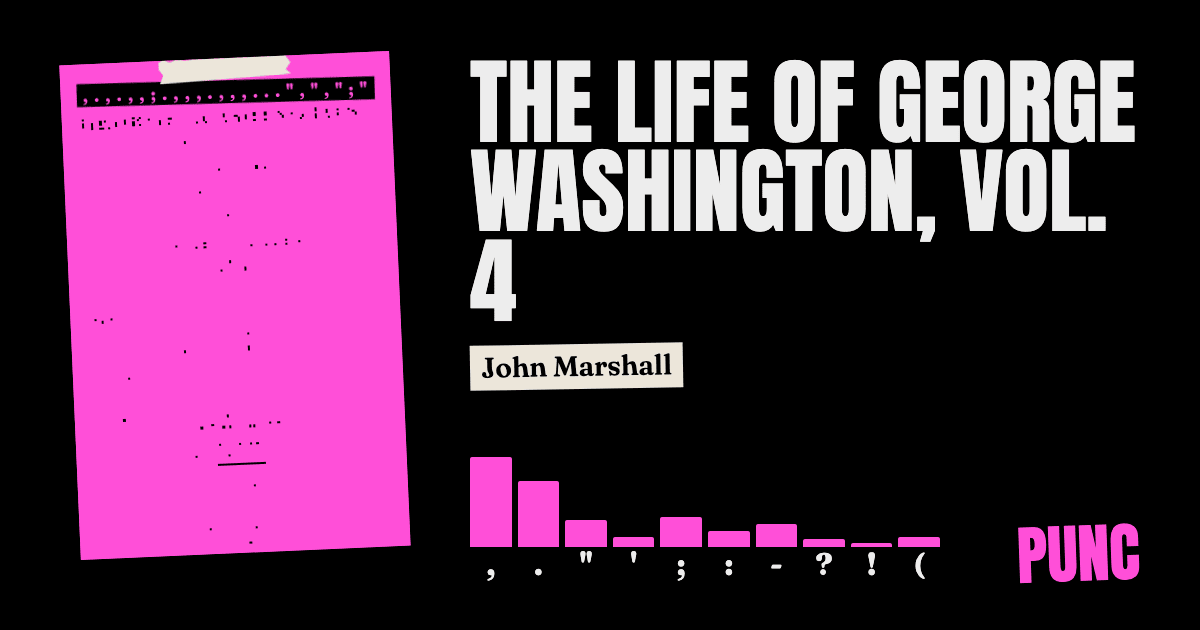 ,.,.,,;.,,,.,,,...",",";"
THE LIFE OF GEORGE
WASHINGTON, VOL.
4
John Marshall
, . " ' ; : - ? ! (
PUNC